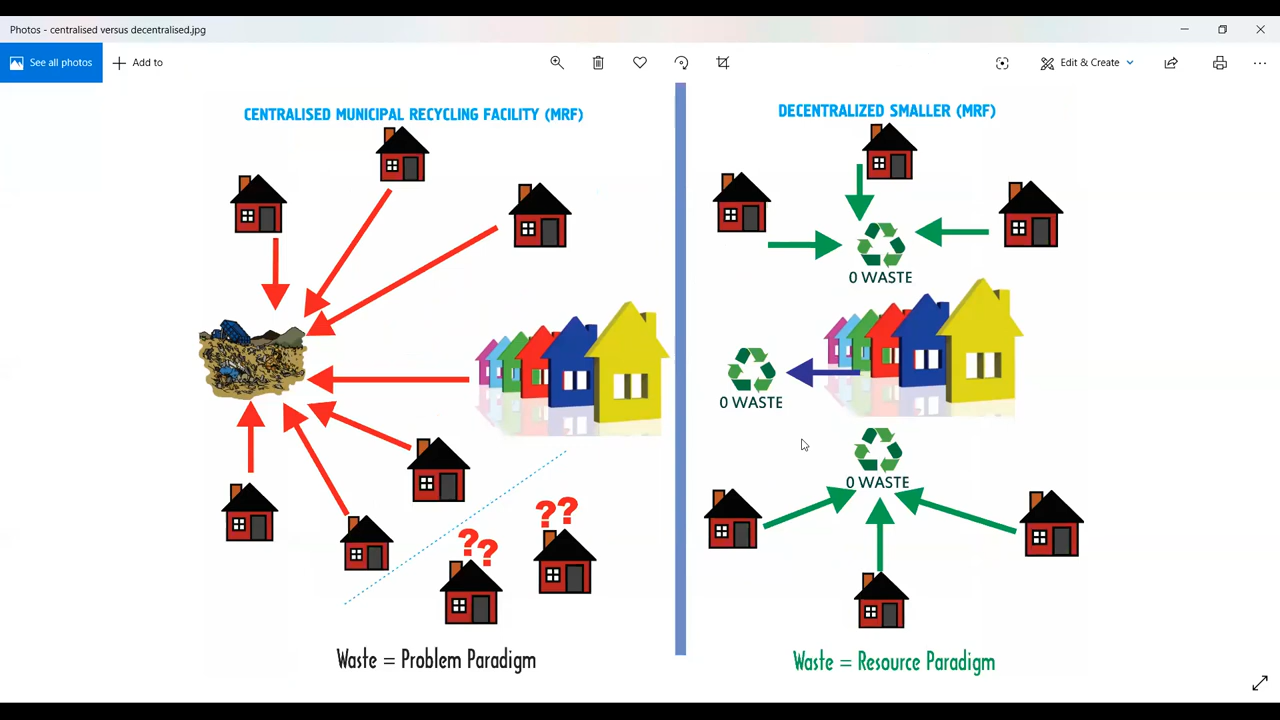 Photos - centralised versus decentralised.jpg
See all photos
Add to
Edit & Create
CENTRALISED MUNICIPAL RECYCLING FACILITY (MRF)
??
??
Waste = Problem Paradigm
DECENTRALIZED SMALLER (MRF)
0 WASTE
0 WASTE
0 WASTE
Waste = Resource Paradigm